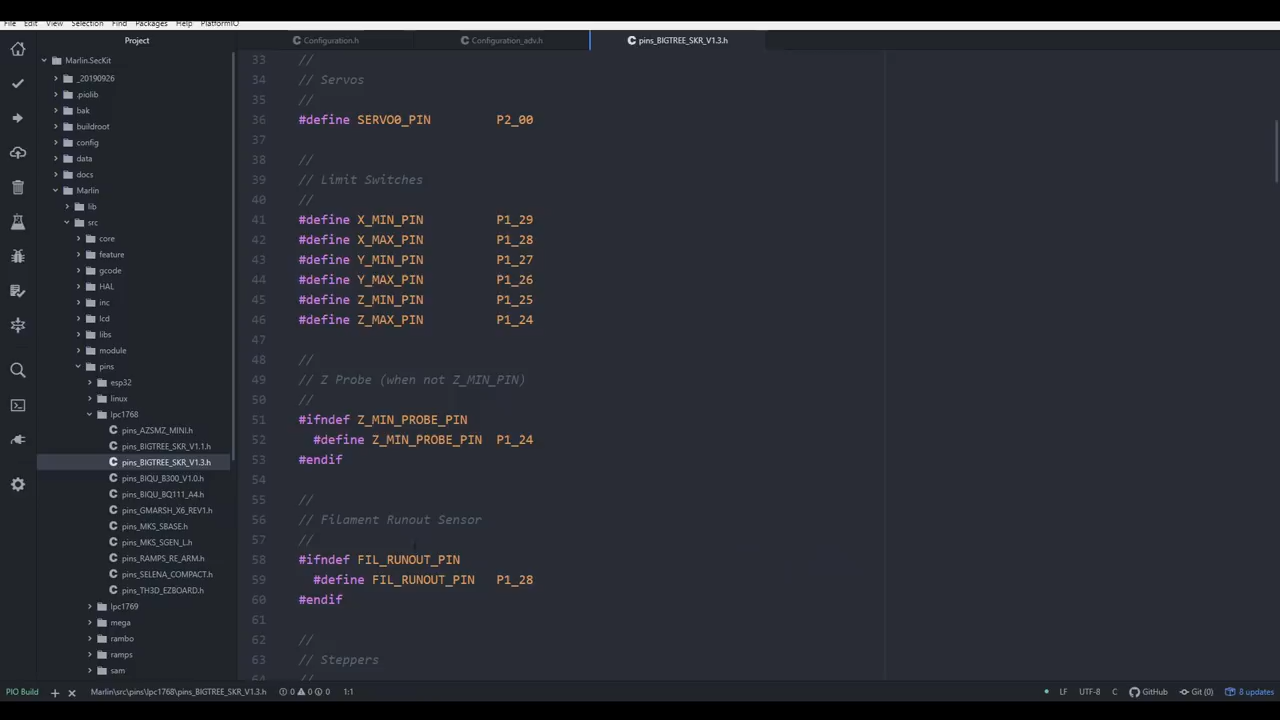 File Edit View Selection Find Packages Help PlatformIO
Project
Configuration.h
Configuration_adv.h
pins_BIGTREE_SKR_V1.3.h
Marlin.SecKit
_20190926
.piolib
bak
buildroot
config
data
docs
Marlin
lib
src
core
feature
gcode
HAL
inc
lcd
libs
module
pins
esp32
linux
lpc1768
pins_AZSMZ_MINI.h
pins_BIGTREE_SKR_V1.1.h
pins_BIGTREE_SKR_V1.3.h
pins_BIQU_B300_V1.0.h
pins_BIQU_BQ111_A4.h
pins_GMARSH_X6_REV1.h
pins_MKS_SBASE.h
pins_MKS_SGEN_L.h
pins_RAMPS_RE_ARM.h
pins_SELENA_COMPACT.h
pins_TH3D_EZBOARD.h
lpc1769
mega
rambo
ramps
sam
33 //
34 // Servos
35 //
36 #define SERVO0_PIN P2_00
37
38 //
39 // Limit Switches
40 //
41 #define X_MIN_PIN P1_29
42 #define X_MAX_PIN P1_28
43 #define Y_MIN_PIN P1_27
44 #define Y_MAX_PIN P1_26
45 #define Z_MIN_PIN P1_25
46 #define Z_MAX_PIN P1_24
47
48 //
49 // Z Probe (when not Z_MIN_PIN)
50 //
51 #ifndef Z_MIN_PROBE_PIN
52 #define Z_MIN_PROBE_PIN P1_24
53 #endif
54
55 //
56 // Filament Runout Sensor
57 //
58 #ifndef FIL_RUNOUT_PIN
59 #define FIL_RUNOUT_PIN P1_28
60 #endif
61
62 //
63 // Steppers
64 //
PIO Build + × Marlin\src\pins\lpc1768\pins_BIGTREE_SKR_V1.3.h 0 0 0 1:1 LF UTF-8 C GitHub Git (0) 8 updates